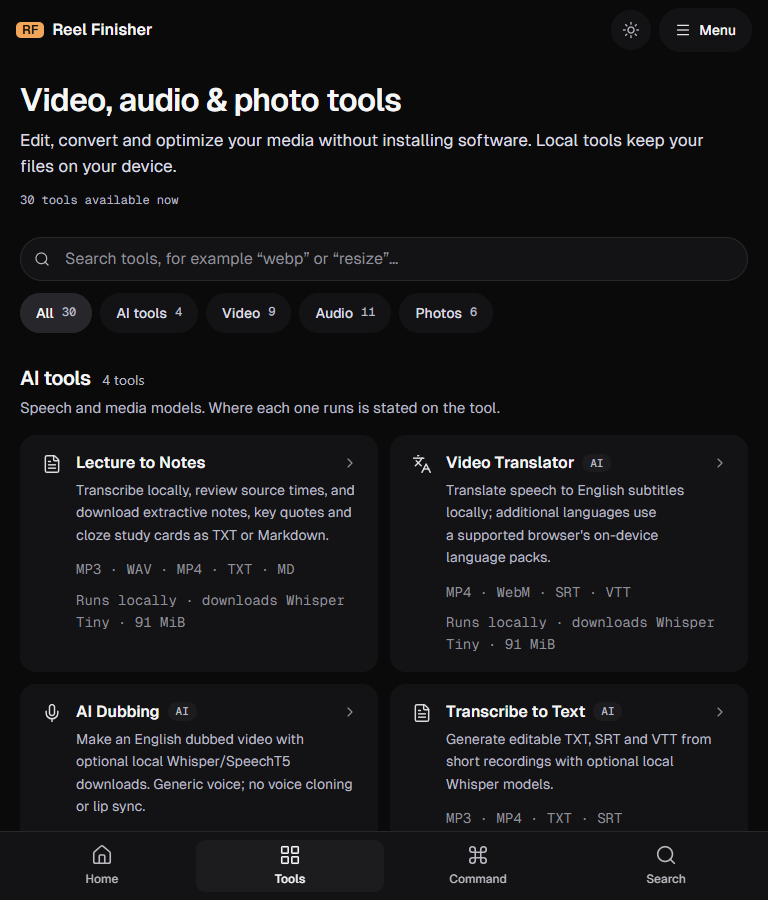 RF Reel Finisher
Menu
Video, audio & photo tools
Edit, convert and optimize your media without installing software. Local tools keep your
files on your device.
30 tools available now
Search tools, for example “webp” or “resize”…
All 30 AI tools 4 Video 9 Audio 11 Photos 6
AI tools 4 tools
Speech and media models. Where each one runs is stated on the tool.
Lecture to Notes
Transcribe locally, review source times, and
download extractive notes, key quotes and
cloze study cards as TXT or Markdown.
MP3 · WAV · MP4 · TXT · MD
Runs locally · downloads Whisper
Tiny · 91 MiB
Video Translator AI
Translate speech to English subtitles
locally; additional languages use
a supported browser's on-device
language packs.
MP4 · WebM · SRT · VTT
Runs locally · downloads Whisper
Tiny · 91 MiB
AI Dubbing AI
Make an English dubbed video with
optional local Whisper/SpeechT5
downloads. Generic voice; no voice cloning
or lip sync.
Transcribe to Text AI
Generate editable TXT, SRT and VTT from
short recordings with optional local
Whisper models.
MP3 · MP4 · TXT · SRT
Home
Tools
Command
Search